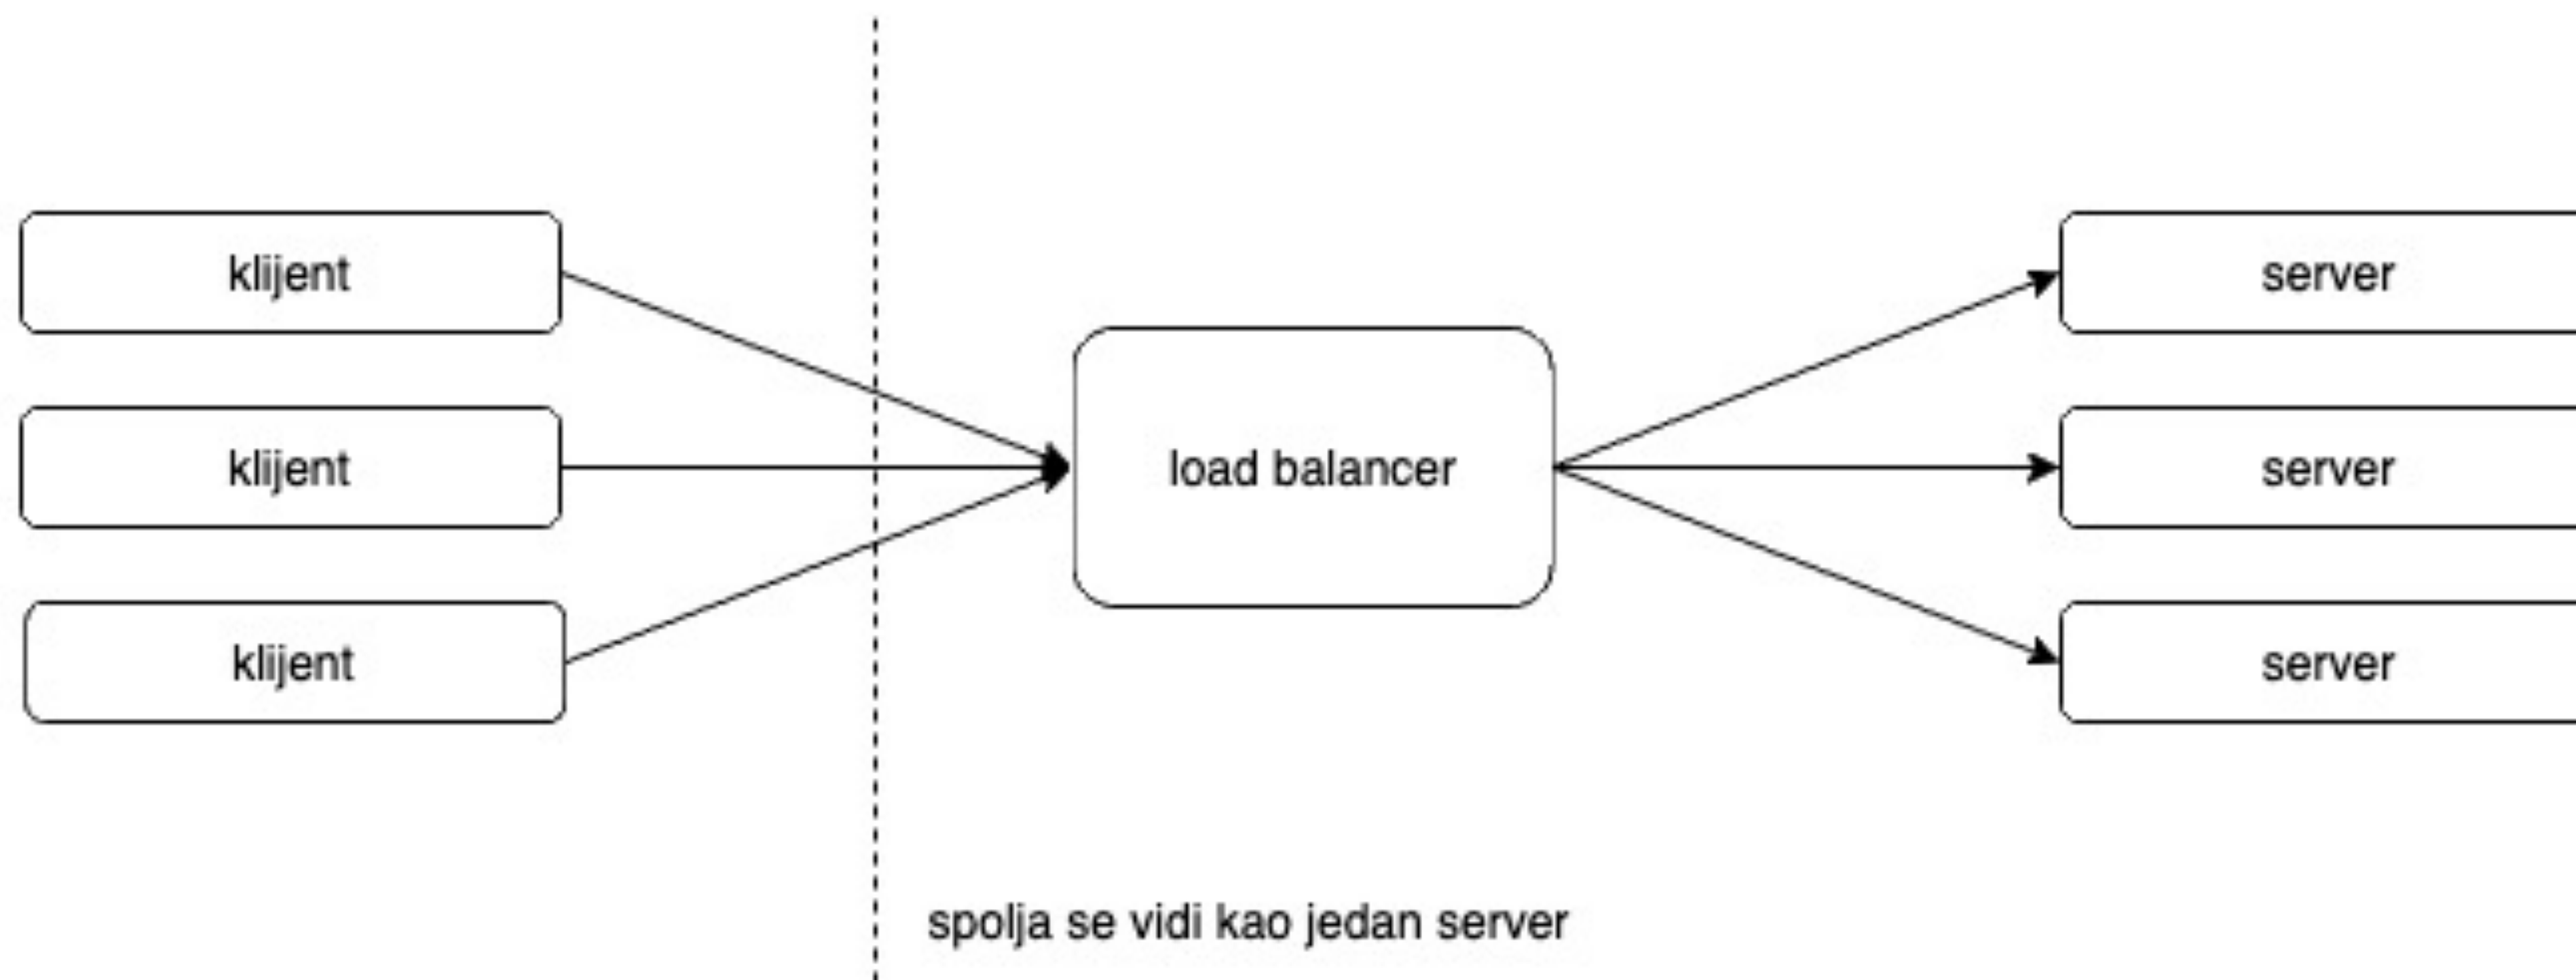 klijent
server
klijent
load balancer
server
klijent
server
spolja se vidi kao jedan server